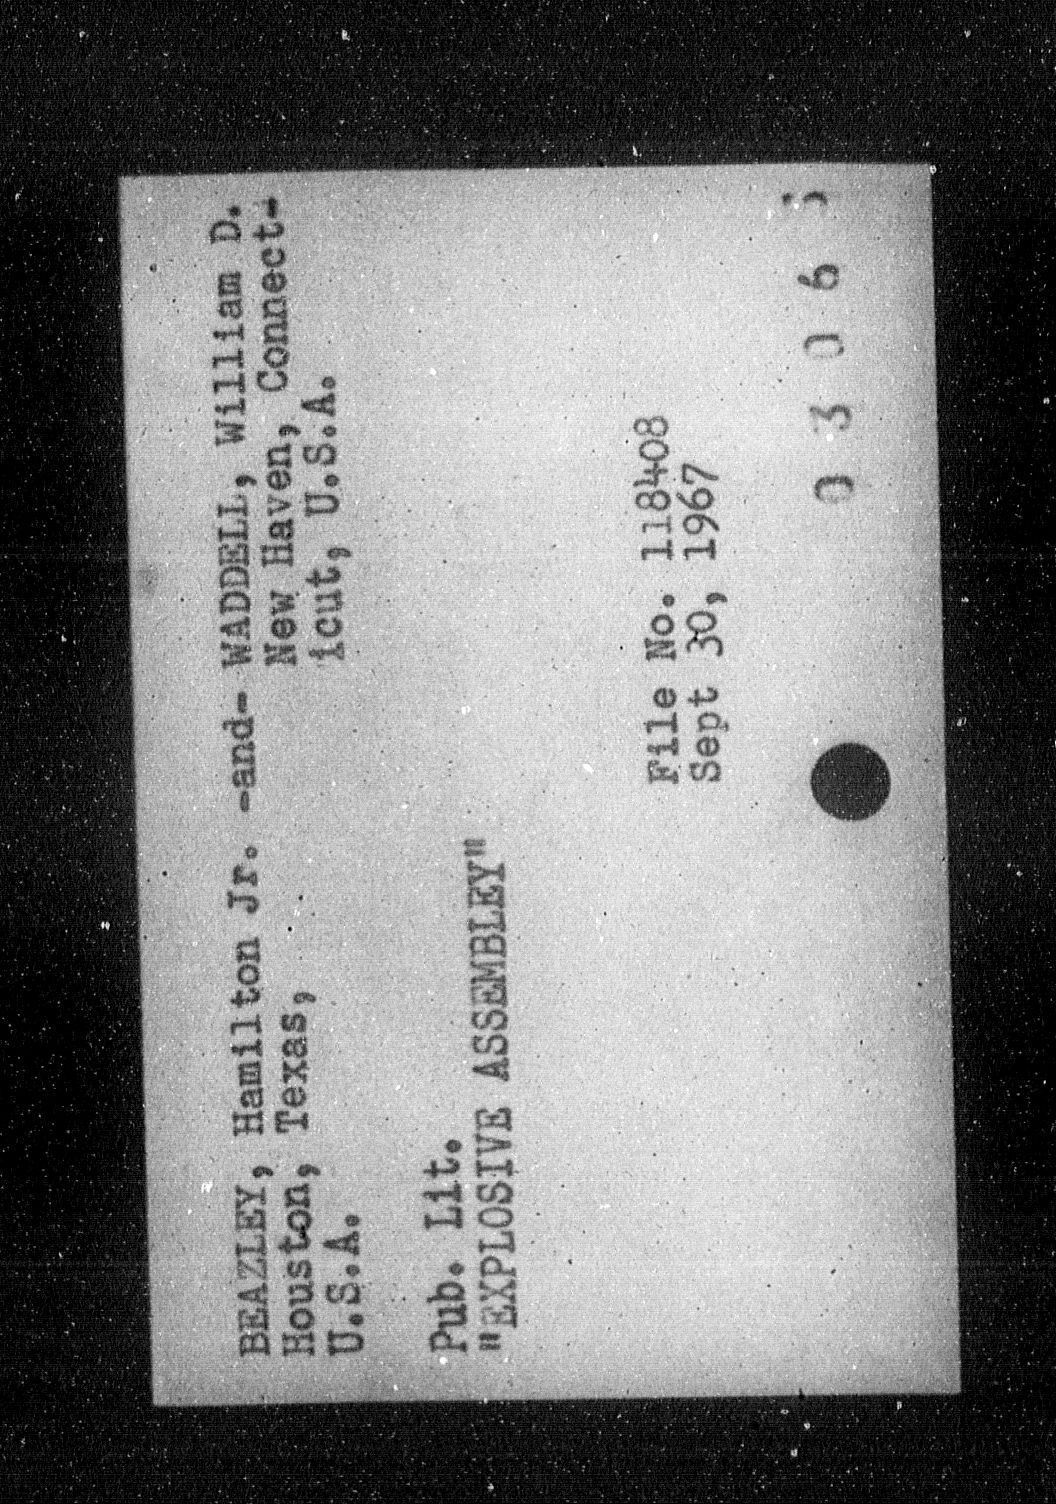 BEAZLEY, Hamilton Jr. -and- WADDELL, William D.
Houston, Texas, New Haven, Connect-
U.S.A. icut, U.S.A.
Pub. Lit.
"EXPLOSIVE ASSEMBLEY"
File No. 118408
Sept 30, 1967
0 3 0 6